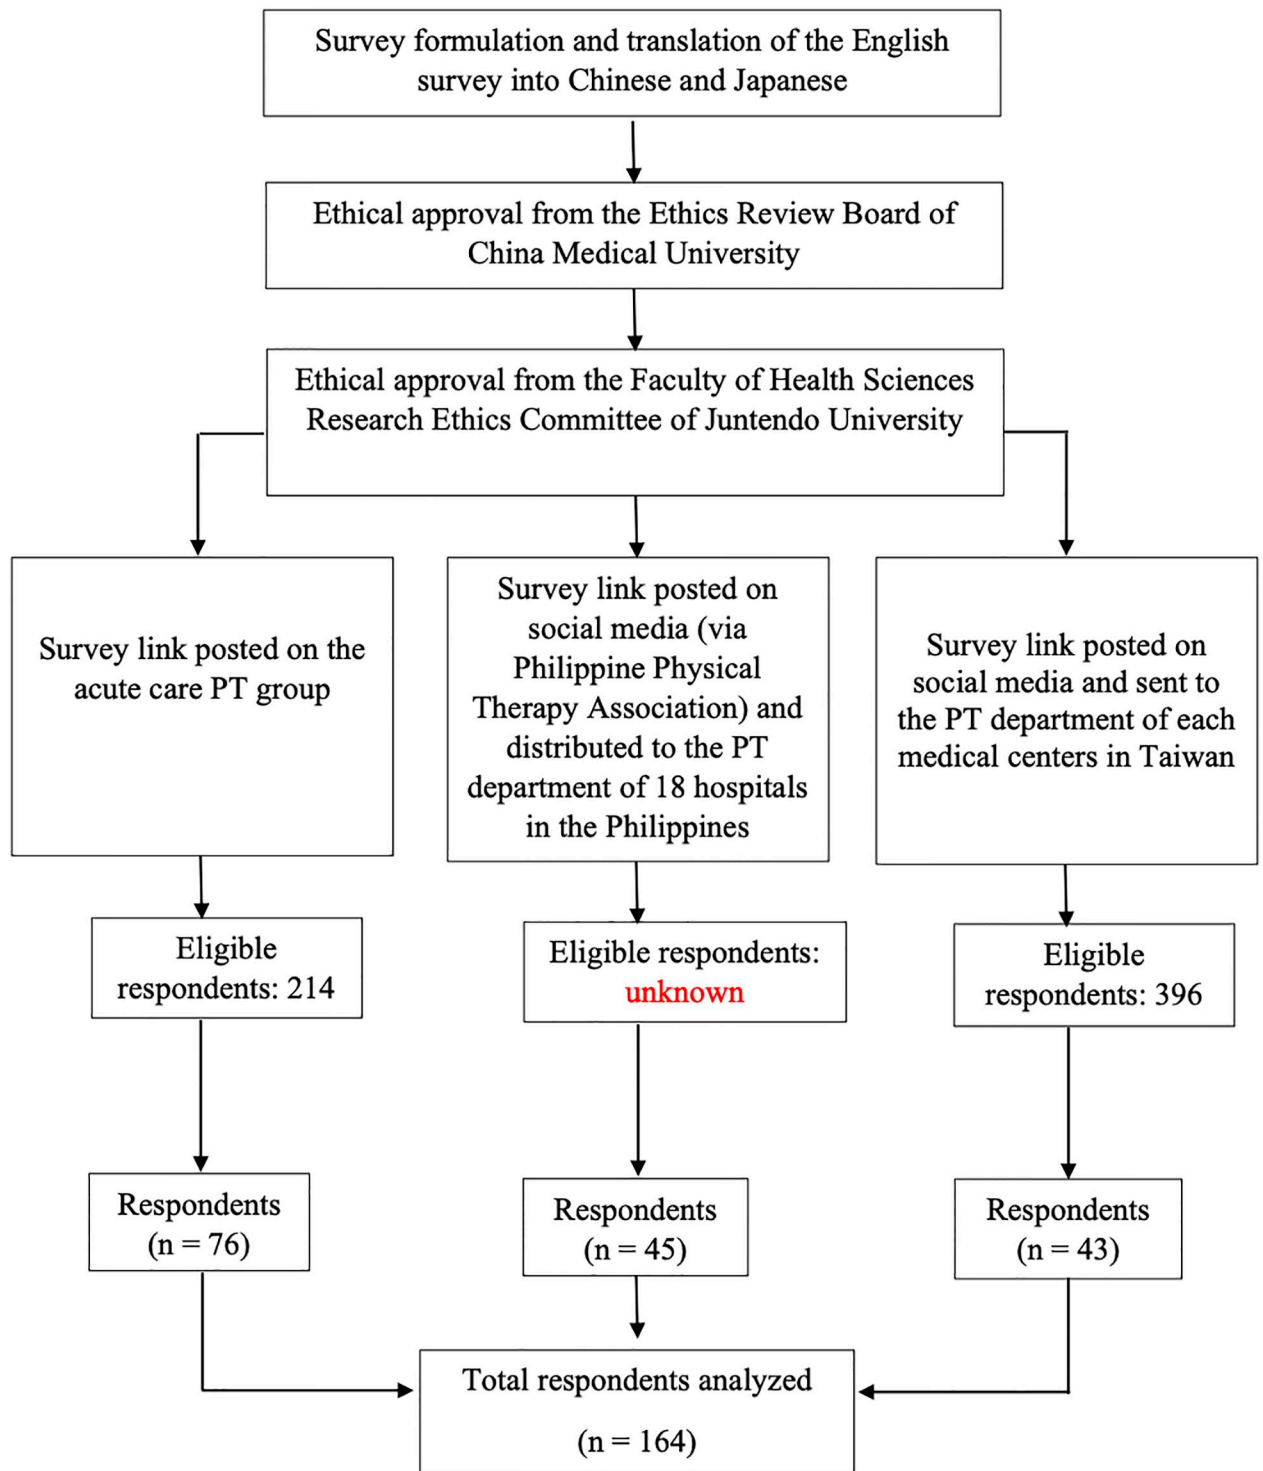 Survey formulation and translation of the English
survey into Chinese and Japanese
Ethical approval from the Ethics Review Board of
China Medical University
Ethical approval from the Faculty of Health Sciences
Research Ethics Committee of Juntendo University
Survey link posted on the
acute care PT group
Survey link posted on
social media (via
Philippine Physical
Therapy Association) and
distributed to the PT
department of 18 hospitals
in the Philippines
Survey link posted on
social media and sent to
the PT department of each
medical centers in Taiwan
Eligible
respondents: 214
Eligible respondents:
unknown
Eligible
respondents: 396
Respondents
(n = 76)
Respondents
(n = 45)
Respondents
(n = 43)
Total respondents analyzed
(n = 164)